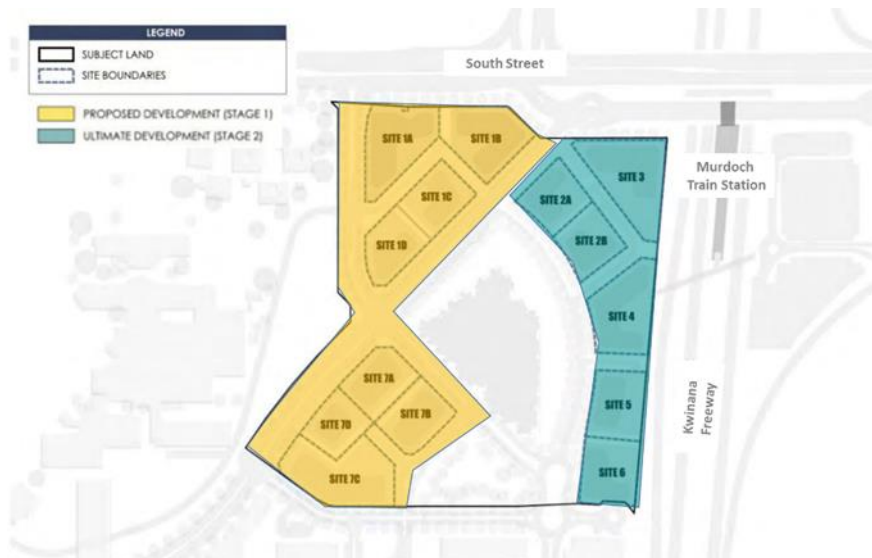 LEGEND
SUBJECT LAND
SITE BOUNDARIES
PROPOSED DEVELOPMENT (STAGE 1)
ULTIMATE DEVELOPMENT (STAGE 2)
South Street
Murdoch
Train Station
SITE 1A
SITE 1B
SITE 1C
SITE 1D
SITE 2A
SITE 2B
SITE 3
SITE 4
SITE 5
SITE 6
SITE 7A
SITE 7B
SITE 7D
SITE 7C
Kwinana
Freeway